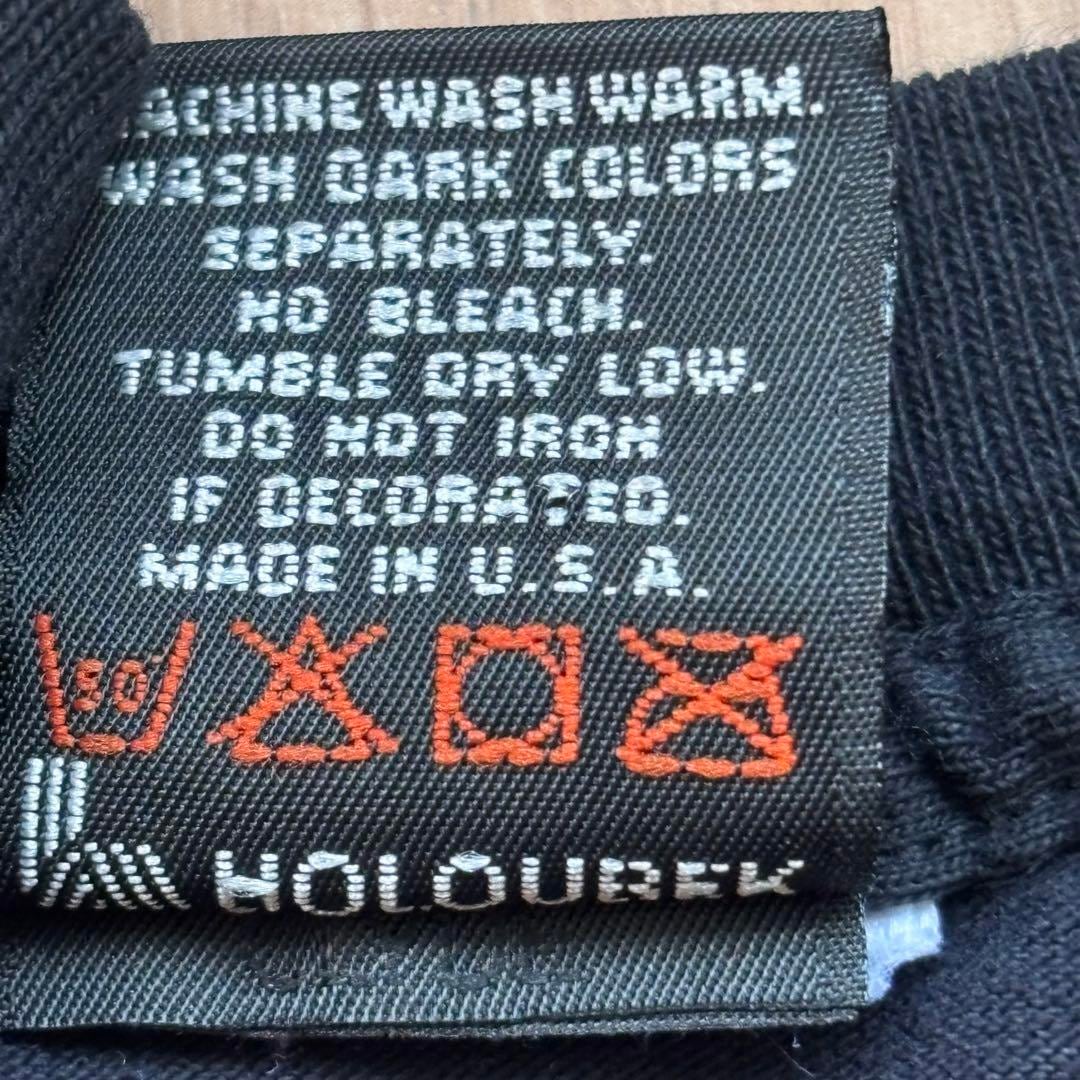 MACHINE WASH WARM.
WASH DARK COLORS
SEPARATELY.
NO BLEACH.
TUMBLE DRY LOW.
DO NOT IRON
IF DECORATED.
MADE IN U.S.A.
HOLOUBEK